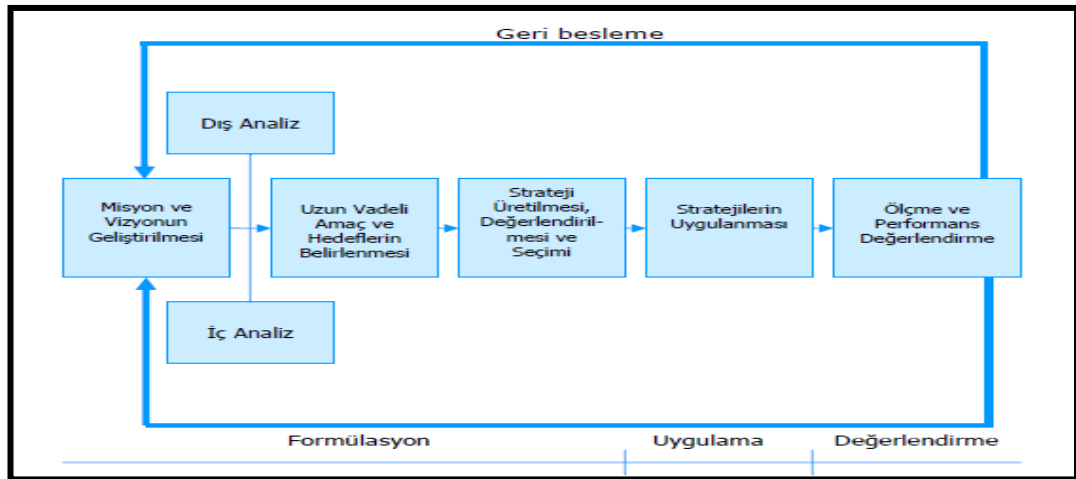 Geri besleme
Dış Analiz
Misyon ve
Vizyonun
Geliştirilmesi
Uzun Vadeli
Amaç ve
Hedeflerin
Belirlenmesi
Strateji
Üretilmesi,
Değerlendiril-
mesi ve
Seçimi
Stratejilerin
Uygulanması
Ölçme ve
Performans
Değerlendirme
İç Analiz
Formülasyon
Uygulama
Değerlendirme